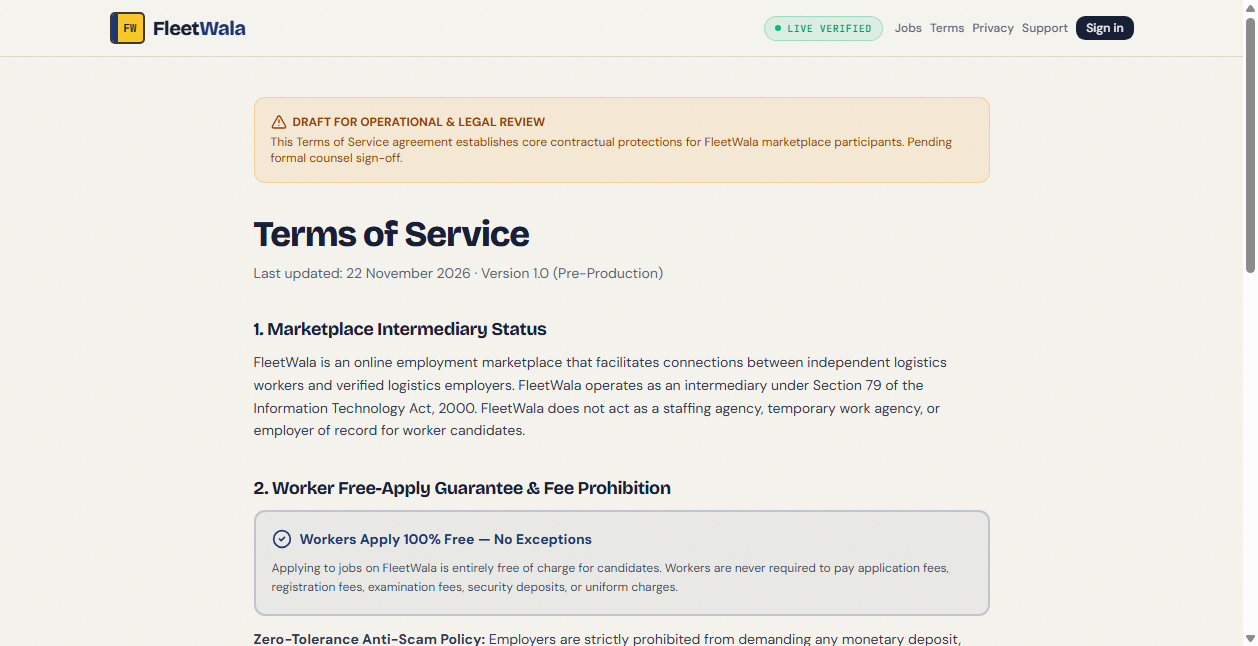 FW FleetWala
LIVE VERIFIED Jobs Terms Privacy Support Sign in
DRAFT FOR OPERATIONAL & LEGAL REVIEW
This Terms of Service agreement establishes core contractual protections for FleetWala marketplace participants. Pending
formal counsel sign-off.
Terms of Service
Last updated: 22 November 2026 · Version 1.0 (Pre-Production)
1. Marketplace Intermediary Status
FleetWala is an online employment marketplace that facilitates connections between independent logistics
workers and verified logistics employers. FleetWala operates as an intermediary under Section 79 of the
Information Technology Act, 2000. FleetWala does not act as a staffing agency, temporary work agency, or
employer of record for worker candidates.
2. Worker Free-Apply Guarantee & Fee Prohibition
Workers Apply 100% Free — No Exceptions
Applying to jobs on FleetWala is entirely free of charge for candidates. Workers are never required to pay application fees,
registration fees, examination fees, security deposits, or uniform charges.
Zero-Tolerance Anti-Scam Policy: Employers are strictly prohibited from demanding any monetary deposit,